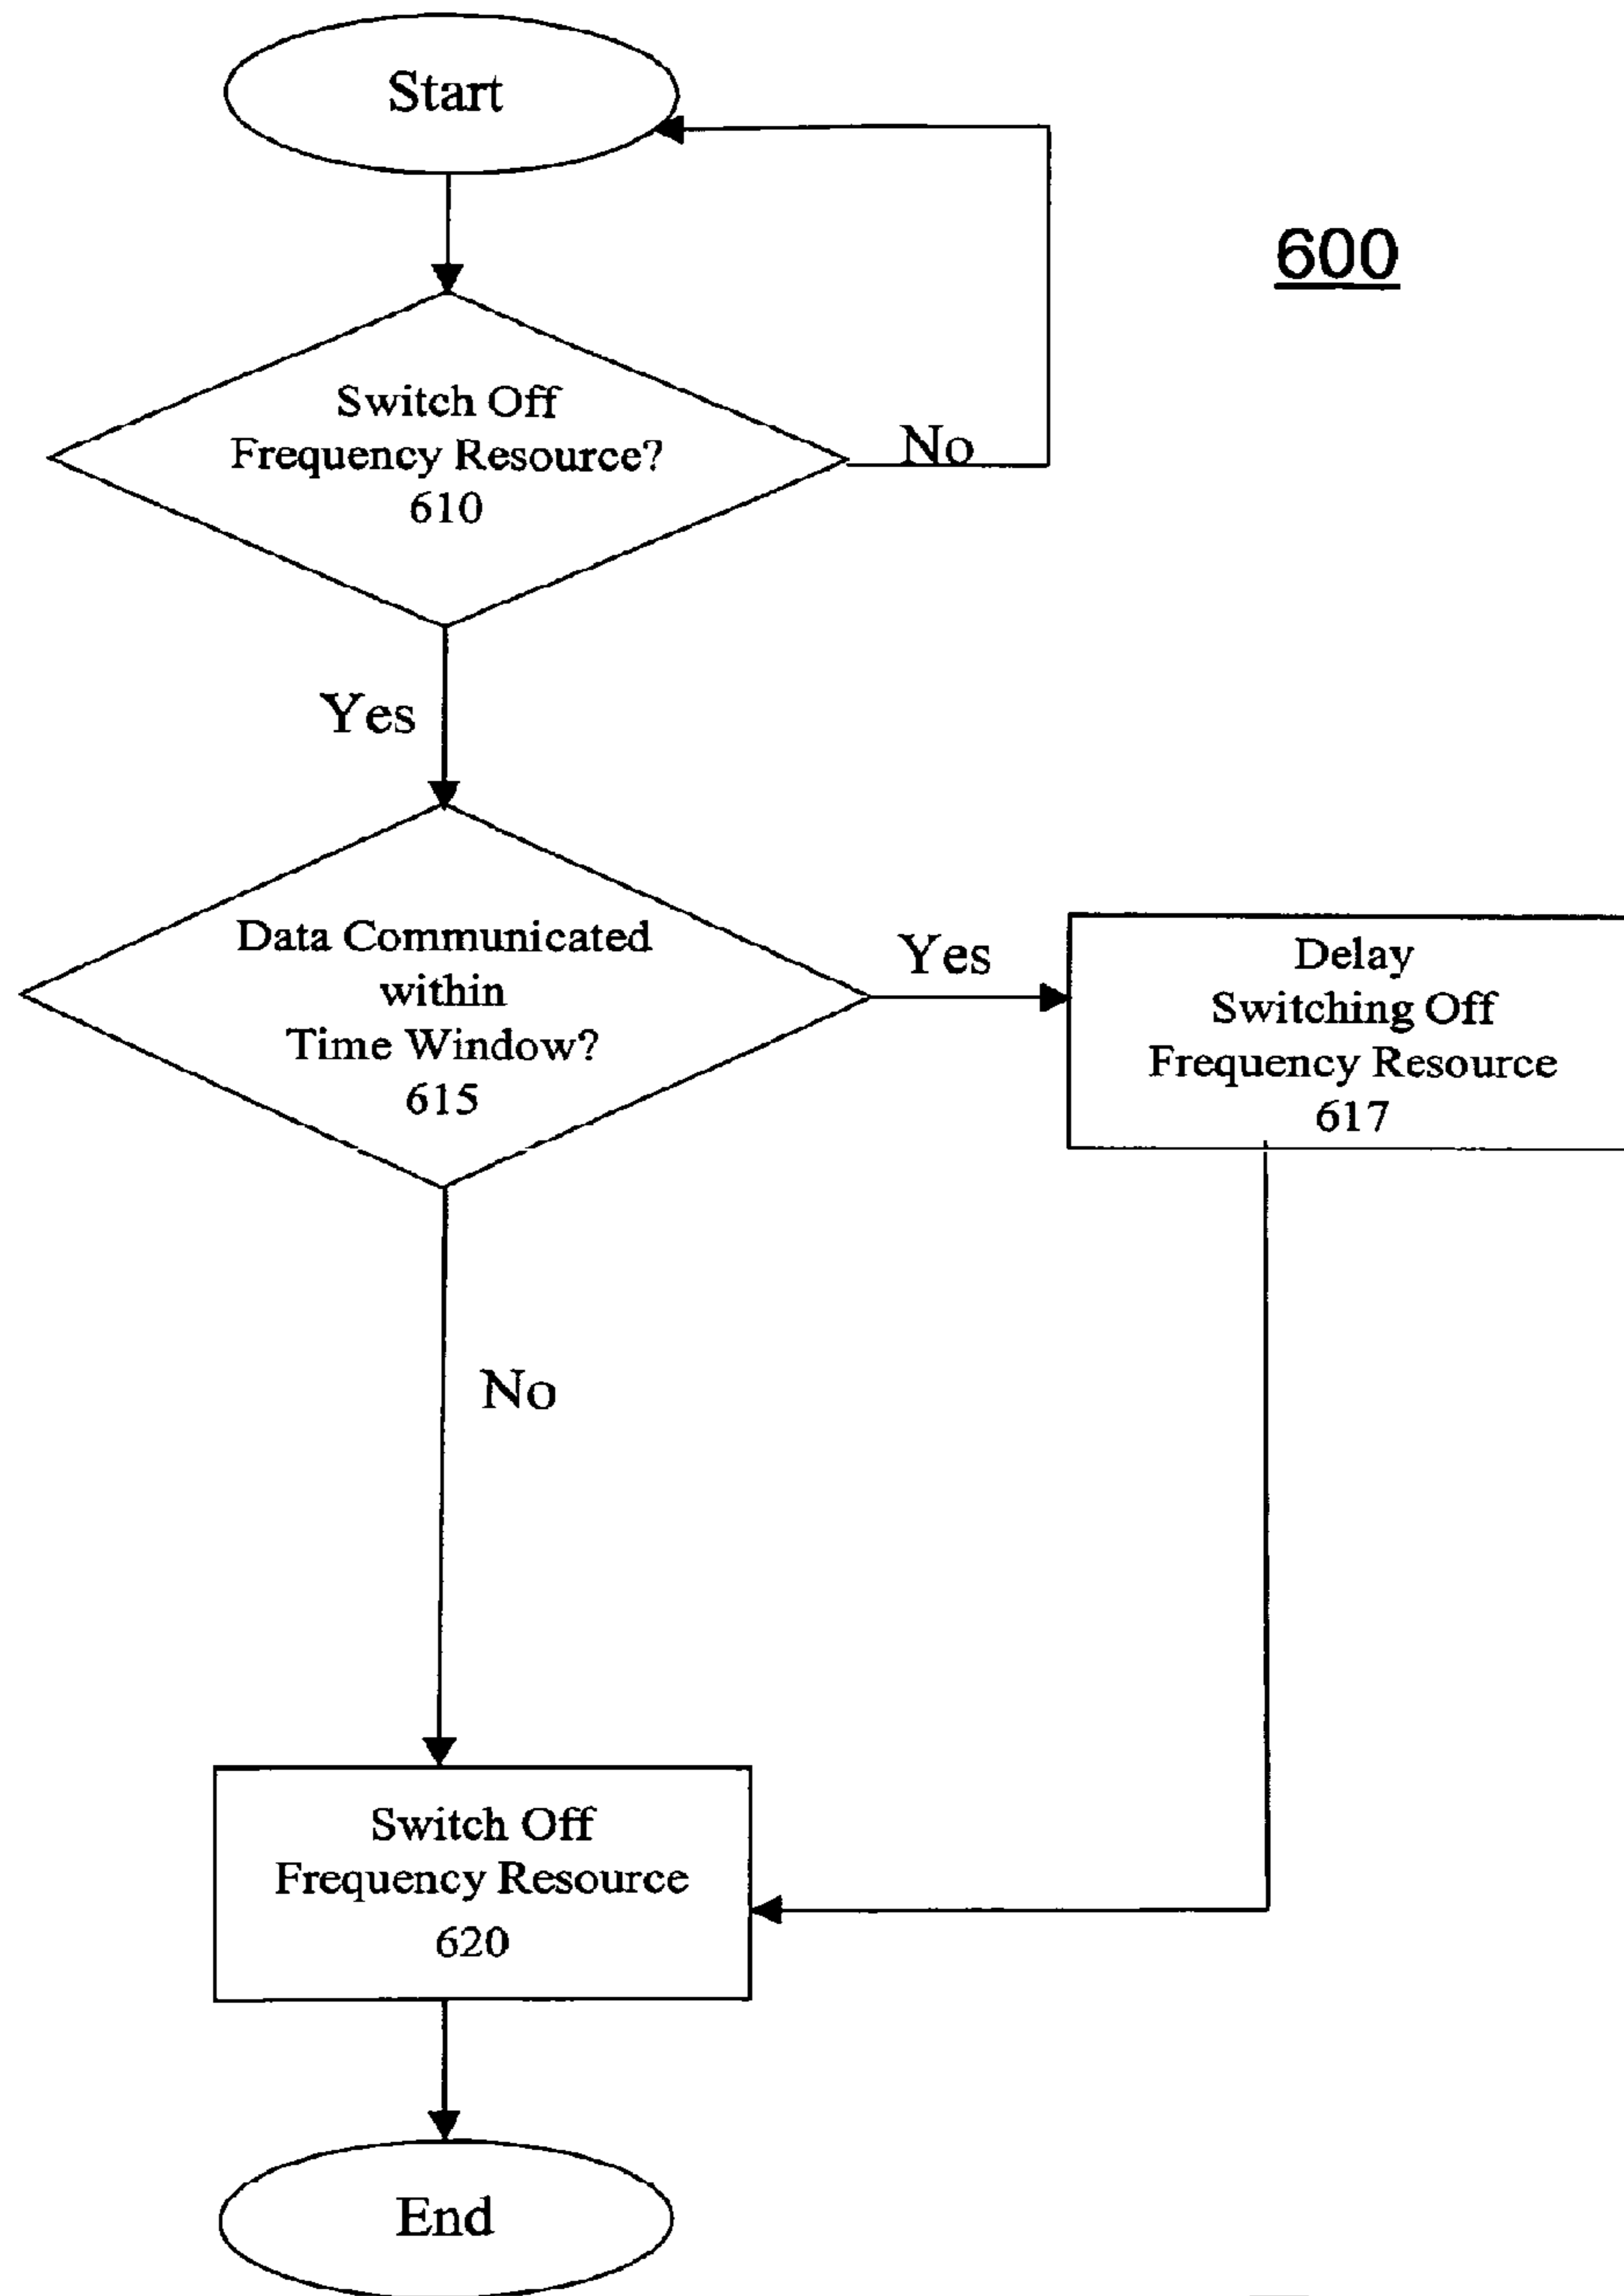 Start
600
Switch Off
Frequency Resource?
610
No
Yes
Data Communicated
within
Time Window?
615
Yes
Delay
Switching Off
Frequency Resource
617
No
Switch Off
Frequency Resource
620
End